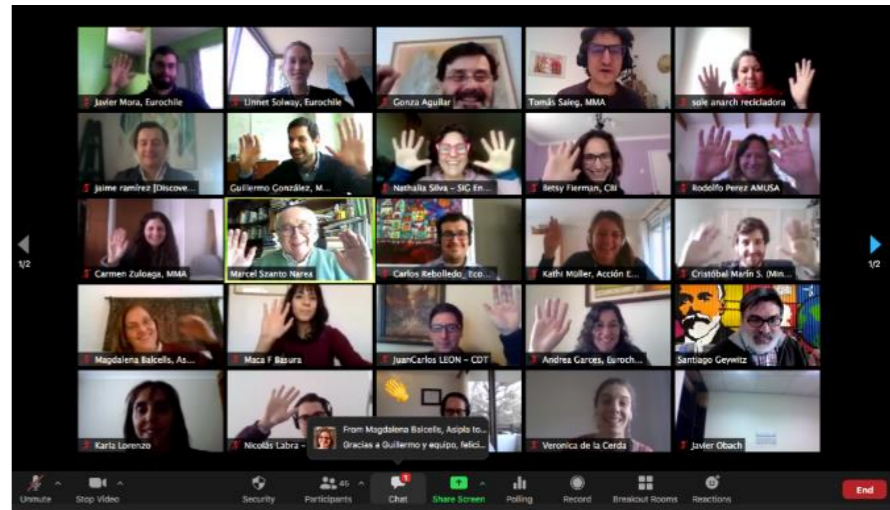 Javier Mora, Eurochile
Linnet Solway, Eurochile
Gonza Aguilar
Tomás Saieg, MMA
sole anarch recicladora
Jaime ramírez [Discove...
Guillermo González, M...
Nathalia Silva - SIG En...
Betsy Fierman, CBI
Rodolfo Perez AMUSA
Carmen Zuloaga, MMA
Marcel Szanto Narea
Carlos Rebolledo_ Eco...
Kathi Müller, Acción E...
Cristóbal Marín S. (Min...
1/2
1/2
Magdalena Balcells, As...
Maca F Basura
JuanCarlos LEON - CDT
Andrea Garces, Euroch...
Santiago Geywitz
From Magdalena Balcells, Asipla to...
Gracias a Guillermo y equipo, felici...
Karla Lorenzo
Nicolás Labra -
Veronica de la Cerda
Javier Obach
Unmute
Stop Video
Security
Participants
45
Chat
1
Share Screen
Polling
Record
Breakout Rooms
Reactions
End